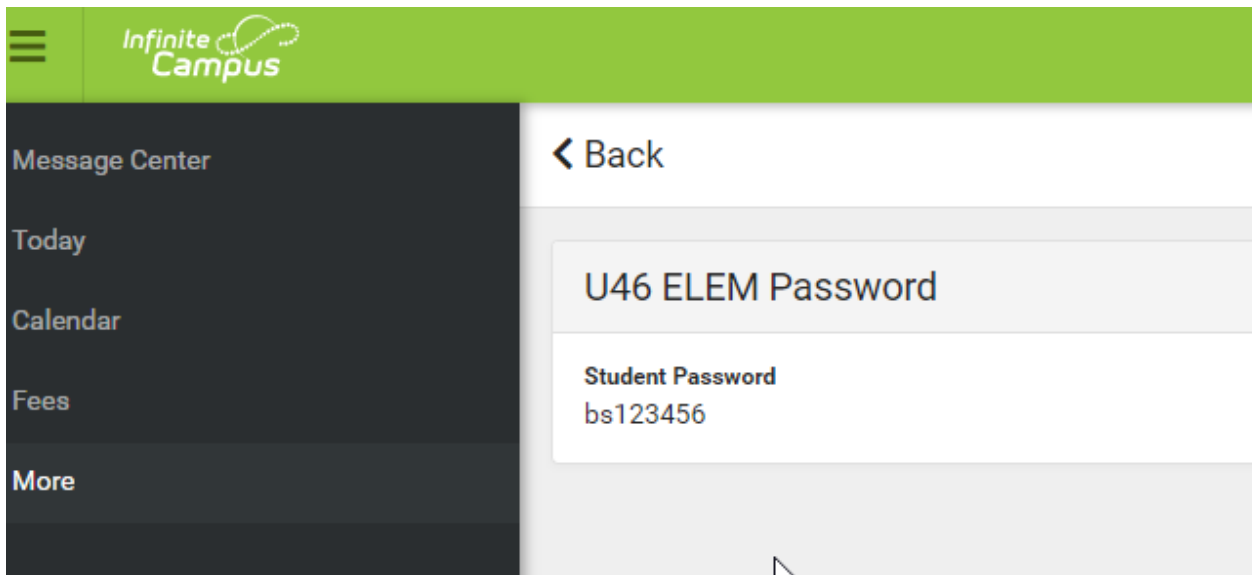 Infinite
Campus
Message Center
Today
Calendar
Fees
More
Back
U46 ELEM Password
Student Password
bs123456